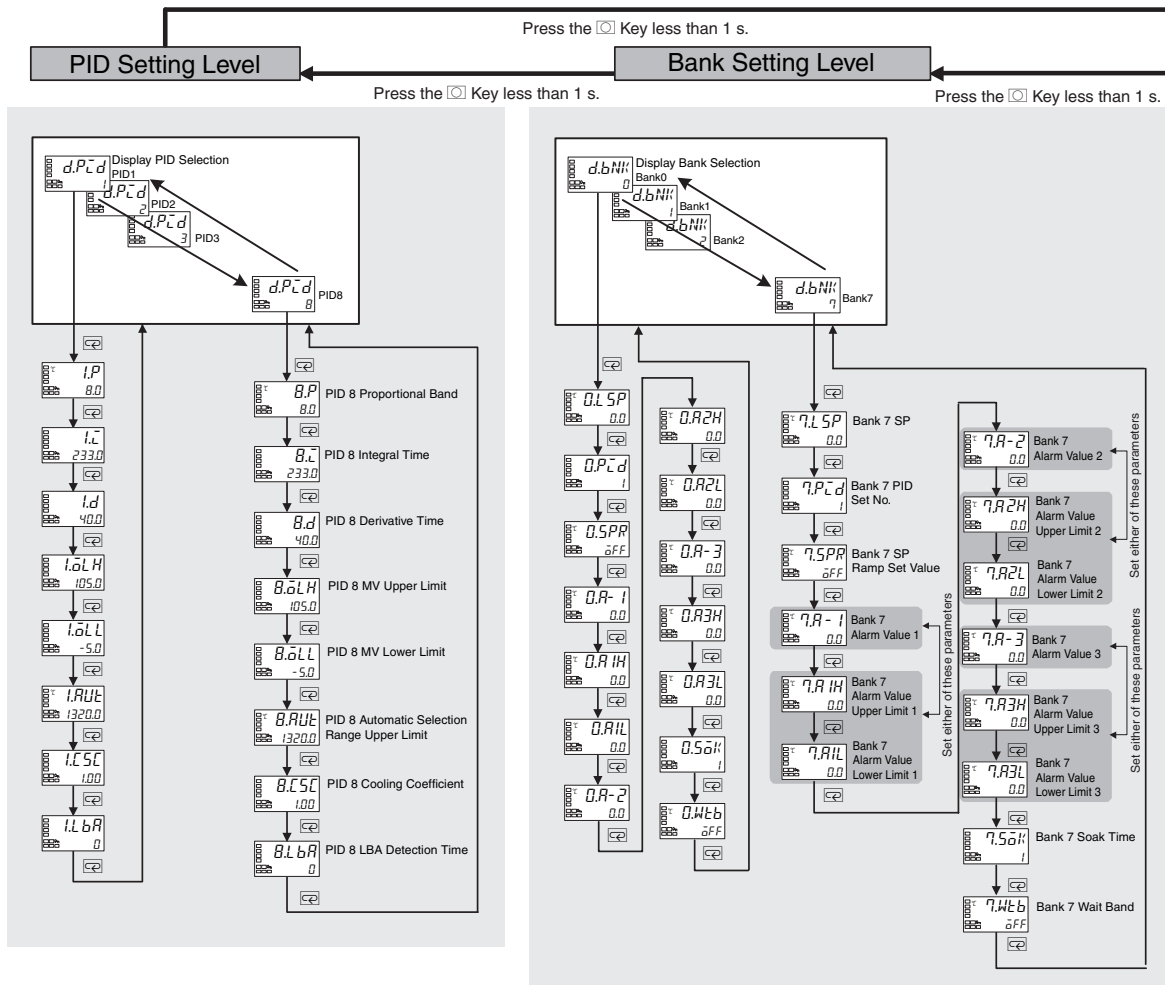 Press the Key less than 1 s.
PID Setting Level
Bank Setting Level
Press the Key less than 1 s.
Press the Key less than 1 s.
Display PID Selection
d.PID
1
PID1
d.PID
2
PID2
d.PID
3
PID3
d.PID
8
PID8
1.P
8.0
1.I
233.0
1.d
40.0
1.oLH
105.0
1.oLL
-5.0
1.AUt
1320.0
1.CSC
1.00
1.LbA
0
8.P
8.0
PID 8 Proportional Band
8.I
233.0
PID 8 Integral Time
8.d
40.0
PID 8 Derivative Time
8.oLH
105.0
PID 8 MV Upper Limit
8.oLL
-5.0
PID 8 MV Lower Limit
8.AUt
1320.0
PID 8 Automatic Selection
Range Upper Limit
8.CSC
1.00
PID 8 Cooling Coefficient
8.LbA
0
PID 8 LBA Detection Time
Display Bank Selection
d.bNK
0
Bank0
d.bNK
1
Bank1
d.bNK
2
Bank2
d.bNK
7
Bank7
0.LSP
0.0
0.PID
1
0.SPR
oFF
0.A-1
0.0
0.A1H
0.0
0.A1L
0.0
0.A-2
0.0
0.A2H
0.0
0.A2L
0.0
0.A-3
0.0
0.A3H
0.0
0.A3L
0.0
0.SoK
1
0.Wtb
oFF
7.LSP
0.0
Bank 7 SP
7.PID
1
Bank 7 PID
Set No.
7.SPR
oFF
Bank 7 SP
Ramp Set Value
7.A-1
0.0
Bank 7
Alarm Value 1
7.A1H
0.0
Bank 7
Alarm Value
Upper Limit 1
7.A1L
0.0
Bank 7
Alarm Value
Lower Limit 1
Set either of these parameters
7.A-2
0.0
Bank 7
Alarm Value 2
7.A2H
0.0
Bank 7
Alarm Value
Upper Limit 2
7.A2L
0.0
Bank 7
Alarm Value
Lower Limit 2
Set either of these parameters
7.A-3
0.0
Bank 7
Alarm Value 3
7.A3H
0.0
Bank 7
Alarm Value
Upper Limit 3
7.A3L
0.0
Bank 7
Alarm Value
Lower Limit 3
Set either of these parameters
7.SoK
1
Bank 7 Soak Time
7.Wtb
oFF
Bank 7 Wait Band